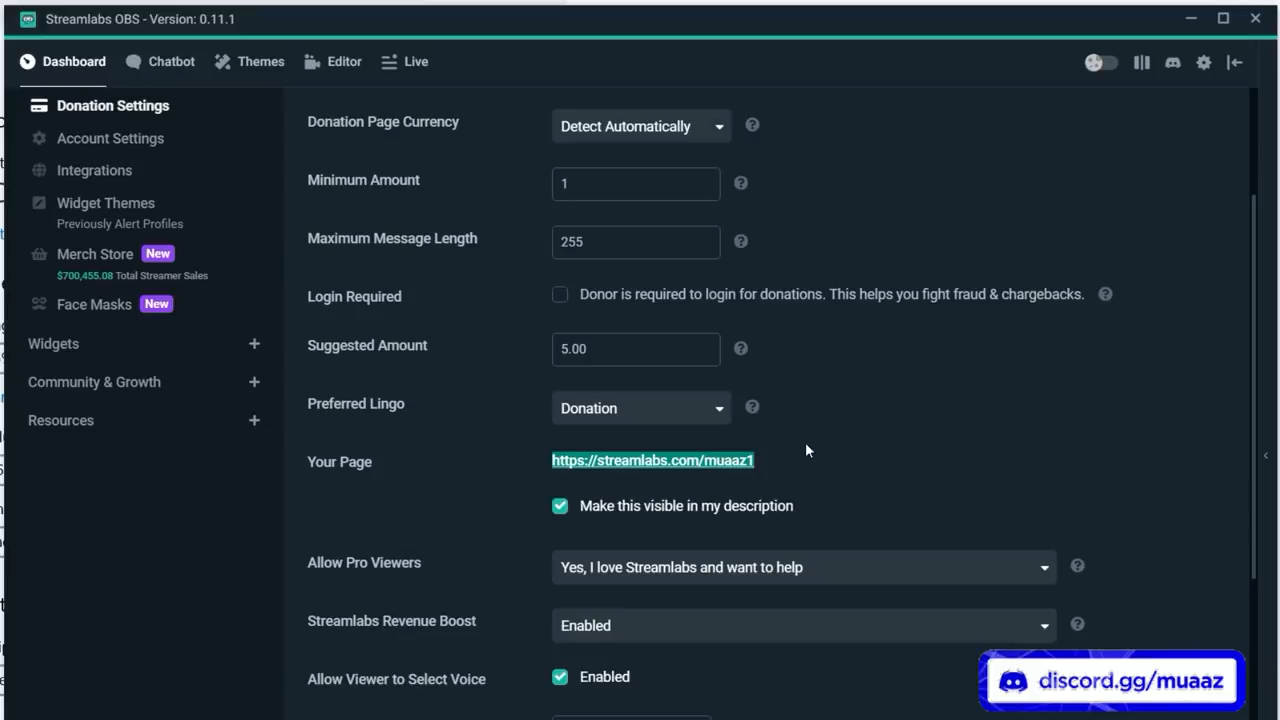 Streamlabs OBS - Version: 0.11.1
Dashboard
Chatbot
Themes
Editor
Live
Donation Settings
Account Settings
Integrations
Widget Themes
Previously Alert Profiles
Merch Store New
$700,455.08 Total Streamer Sales
Face Masks New
Widgets
Community & Growth
Resources
Donation Page Currency
Detect Automatically
Minimum Amount
1
Maximum Message Length
255
Login Required
Donor is required to login for donations. This helps you fight fraud & chargebacks.
Suggested Amount
5.00
Preferred Lingo
Donation
Your Page
https://streamlabs.com/muaaz1
Make this visible in my description
Allow Pro Viewers
Yes, I love Streamlabs and want to help
Streamlabs Revenue Boost
Enabled
Allow Viewer to Select Voice
Enabled
discord.gg/muaaz